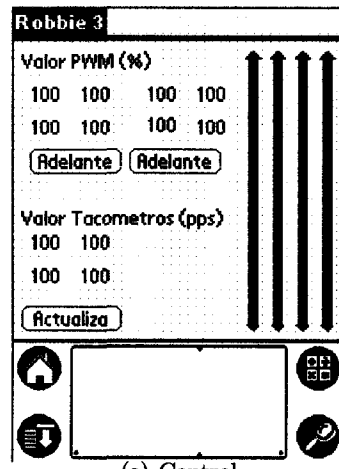 Robbie 3
Valor PWM (%)
100 100 100 100
100 100 100 100
Adelante Adelante
Valor Tacometros (pps)
100 100
100 100
Actualiza
(a) Control